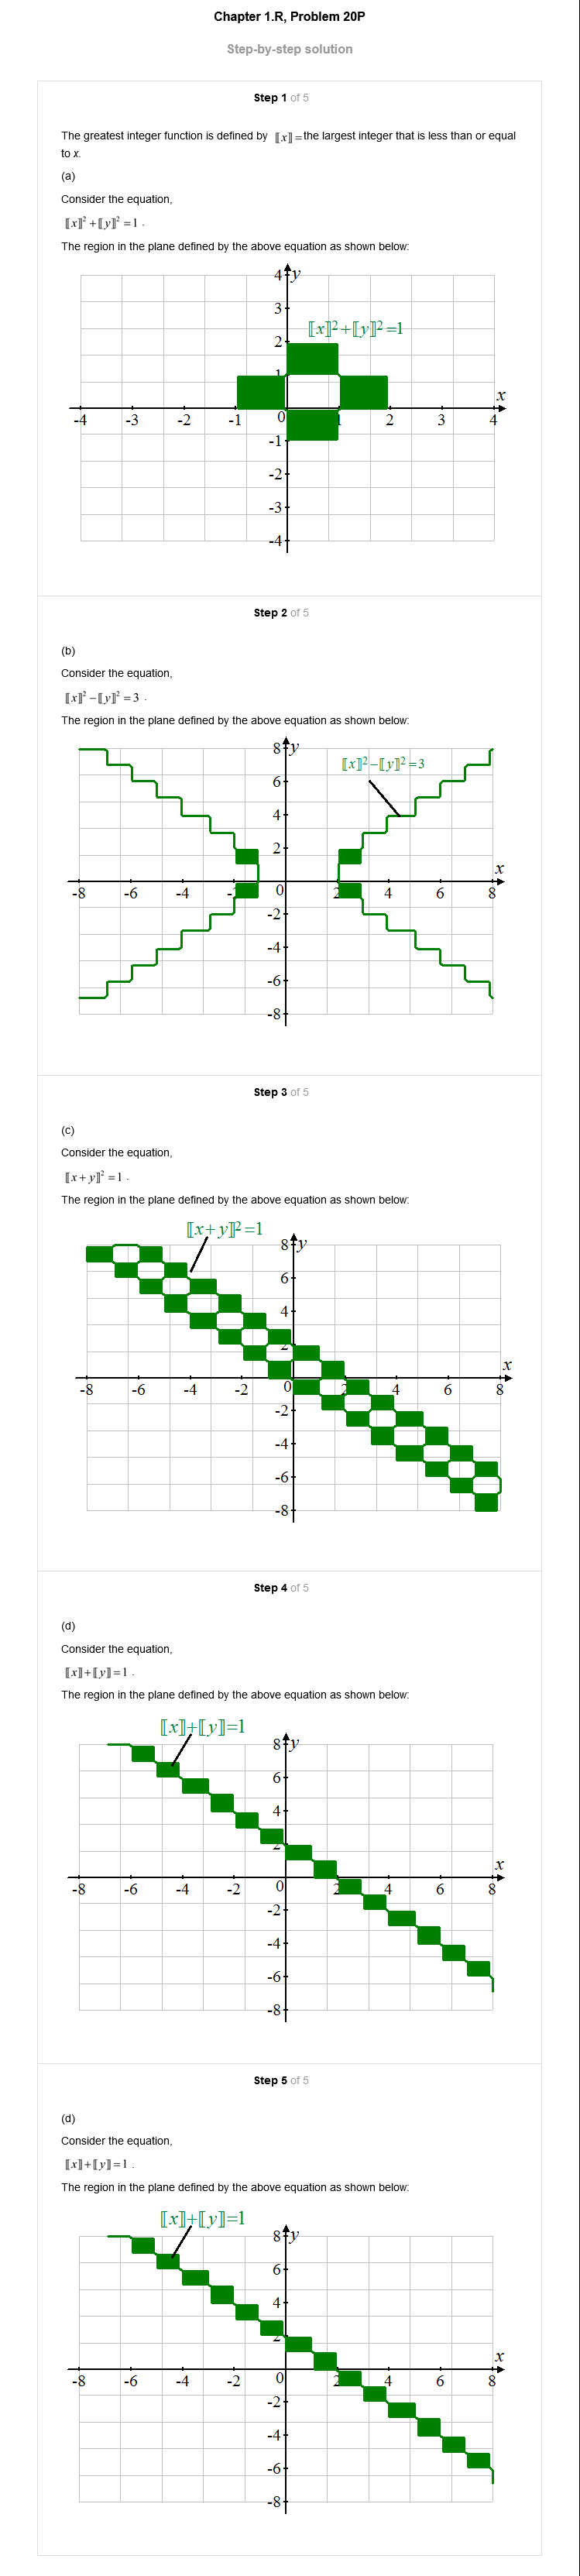 Chapter 1.R, Problem 20P
Step-by-step solution
Step 1 of 5
The greatest integer function is defined by ⟦x⟧ = the largest integer that is less than or equal
to x.
(a)
Consider the equation,
⟦x⟧² + ⟦y⟧² = 1 .
The region in the plane defined by the above equation as shown below:
4 y
3
⟦x⟧²+⟦y⟧²=1
2
1
x
-4 -3 -2 -1 0 1 2 3 4
-1
-2
-3
-4
Step 2 of 5
(b)
Consider the equation,
⟦x⟧² − ⟦y⟧² = 3 .
The region in the plane defined by the above equation as shown below:
8 y
⟦x⟧²−⟦y⟧²=3
6
4
2
x
-8 -6 -4 -2 0 2 4 6 8
-2
-4
-6
-8
Step 3 of 5
(c)
Consider the equation,
⟦x + y⟧² = 1 .
The region in the plane defined by the above equation as shown below:
⟦x+y⟧²=1
8 y
6
4
2
x
-8 -6 -4 -2 0 2 4 6 8
-2
-4
-6
-8
Step 4 of 5
(d)
Consider the equation,
⟦x⟧ + ⟦y⟧ = 1 .
The region in the plane defined by the above equation as shown below:
⟦x⟧+⟦y⟧=1
8 y
6
4
2
x
-8 -6 -4 -2 0 2 4 6 8
-2
-4
-6
-8
Step 5 of 5
(d)
Consider the equation,
⟦x⟧ + ⟦y⟧ = 1 .
The region in the plane defined by the above equation as shown below:
⟦x⟧+⟦y⟧=1
8 y
6
4
2
x
-8 -6 -4 -2 0 2 4 6 8
-2
-4
-6
-8